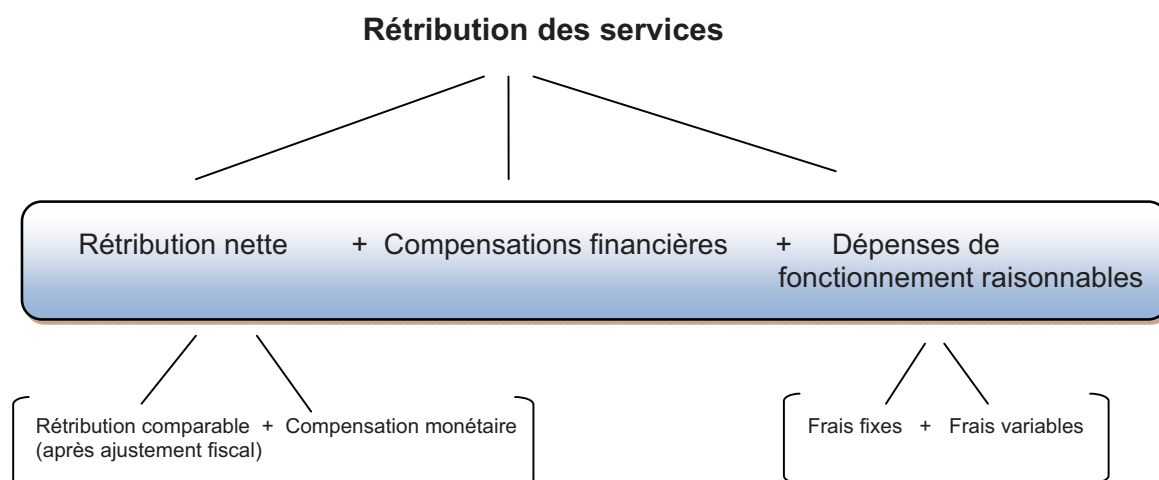 Rétribution des services
Rétribution nette + Compensations financières + Dépenses de
fonctionnement raisonnables
Rétribution comparable + Compensation monétaire
(après ajustement fiscal)
Frais fixes + Frais variables